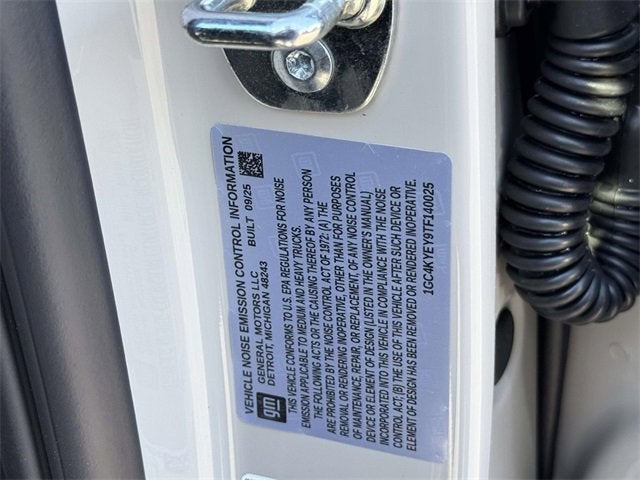 VEHICLE NOISE EMISSION CONTROL INFORMATION
GENERAL MOTORS LLC BUILT 09/25
DETROIT, MICHIGAN 48243
gm
THIS VEHICLE CONFORMS TO U.S. EPA REGULATIONS FOR NOISE
EMISSION APPLICABLE TO MEDIUM AND HEAVY TRUCKS.
THE FOLLOWING ACTS OR THE CAUSING THEREOF BY ANY PERSON
ARE PROHIBITED BY THE NOISE CONTROL ACT OF 1972: (A) THE
REMOVAL OR RENDERING INOPERATIVE, OTHER THAN FOR PURPOSES
OF MAINTENANCE, REPAIR, OR REPLACEMENT, OF ANY NOISE CONTROL
DEVICE OR ELEMENT OF DESIGN (LISTED IN THE OWNER'S MANUAL)
INCORPORATED INTO THIS VEHICLE IN COMPLIANCE WITH THE NOISE
CONTROL ACT; (B) THE USE OF THIS VEHICLE AFTER SUCH DEVICE OR
ELEMENT OF DESIGN HAS BEEN REMOVED OR RENDERED INOPERATIVE.
1GC4KYEY9TF140025